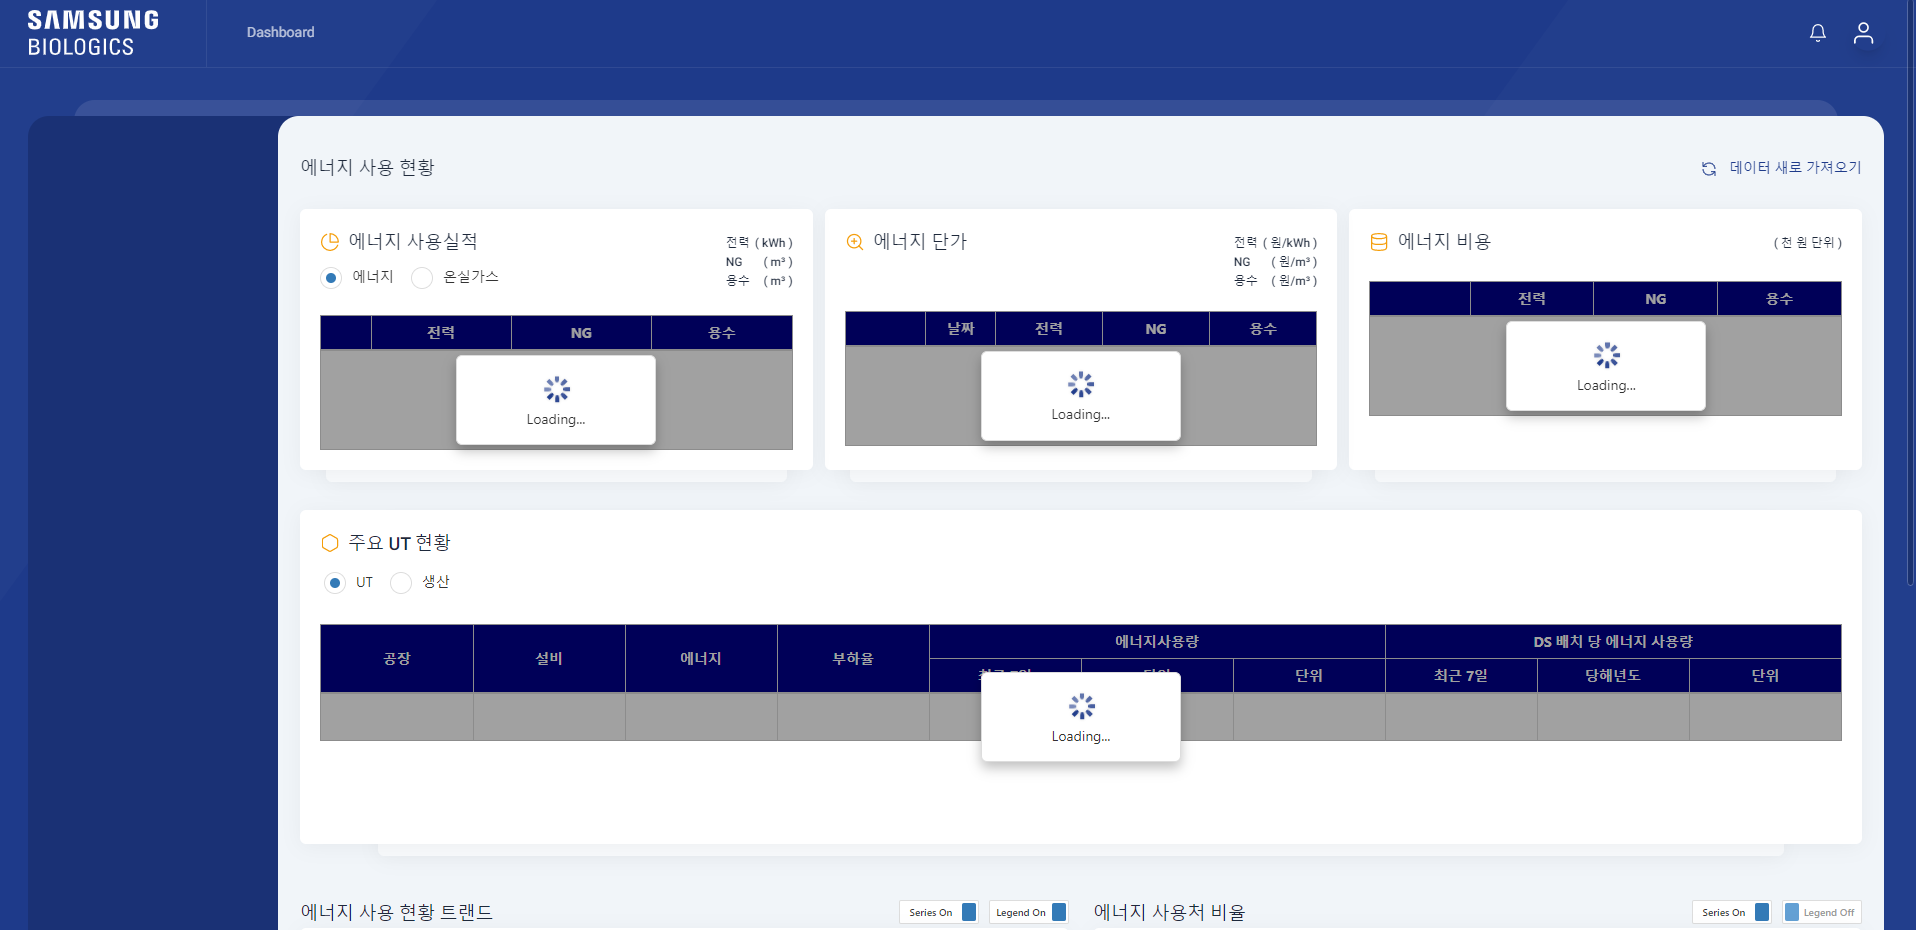 SAMSUNG
BIOLOGICS
Dashboard
에너지 사용 현황
데이터 새로 가져오기
에너지 사용실적
전력 ( kWh )
NG ( m³ )
용수 ( m³ )
에너지 온실가스
전력 NG 용수
Loading...
에너지 단가
전력 ( 원/kWh )
NG ( 원/m³ )
용수 ( 원/m³ )
날짜 전력 NG 용수
Loading...
에너지 비용
( 천 원 단위 )
전력 NG 용수
Loading...
주요 UT 현황
UT 생산
공장 설비 에너지 부하율 에너지사용량 DS 배치 당 에너지 사용량
단위 최근 7일 당해년도 단위
Loading...
에너지 사용 현황 트랜드
Series On Legend On
에너지 사용처 비율
Series On Legend Off